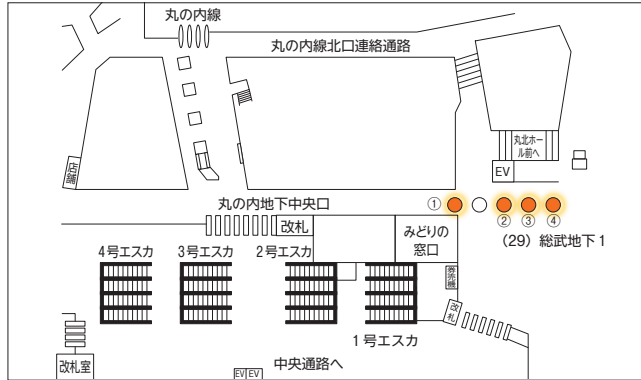 丸の内線
丸の内線北口連絡通路
丸北ホー
ル前へ
EV
店舗
丸の内地下中央口
①
②
③
④
(29) 総武地下1
改札
みどりの
窓口
4号エスカ
3号エスカ
2号エスカ
券売機
改札
1号エスカ
改札室
EV EV
中央通路へ